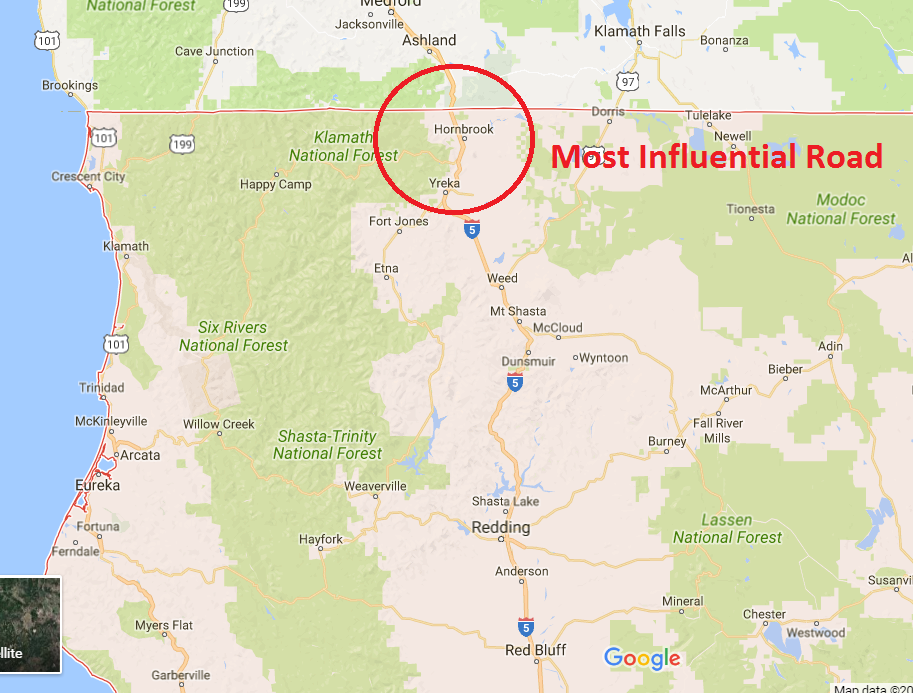 National Forest
199
Medford
Jacksonville
101
Ashland
Klamath Falls
Cave Junction
Bonanza
97
Brookings
Dorris
Tulelake
Hornbrook
Newell
101
199
Klamath
National Forest
Most Influential Road
Crescent City
Happy Camp
Yreka
Modoc
National Forest
Tionesta
Fort Jones
5
Klamath
Etna
Weed
Mt Shasta
McCloud
Six Rivers
National Forest
101
Adin
Dunsmuir
Wyntoon
Bieber
5
Trinidad
McArthur
McKinleyville
Willow Creek
Fall River
Mills
Shasta-Trinity
National Forest
Burney
Arcata
Eureka
Weaverville
Shasta Lake
Fortuna
Redding
Lassen
National Forest
Hayfork
Ferndale
Anderson
Susanvi
Mineral
Chester
Myers Flat
5
Westwood
llite
Red Bluff
Google
Garberville
Map data ©20